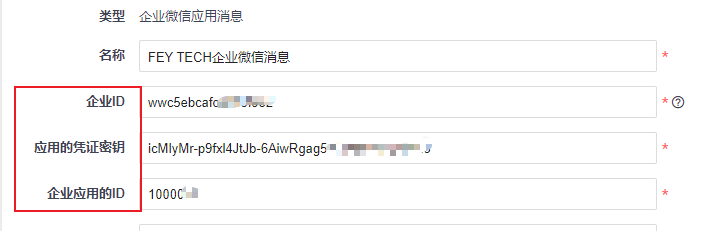 类型 企业微信应用消息
名称 FEY TECH企业微信消息 *
企业ID wwc5ebcafc *
应用的凭证密钥 icMIyMr-p9fxl4JtJb-6AiwRgag5 *
企业应用的ID 10000 *